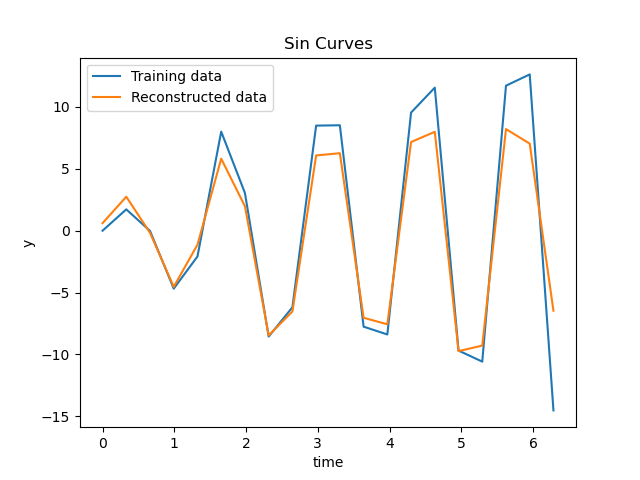 Sin Curves
Training data
Reconstructed data
10
5
0
−5
−10
−15
y
0 1 2 3 4 5 6
time